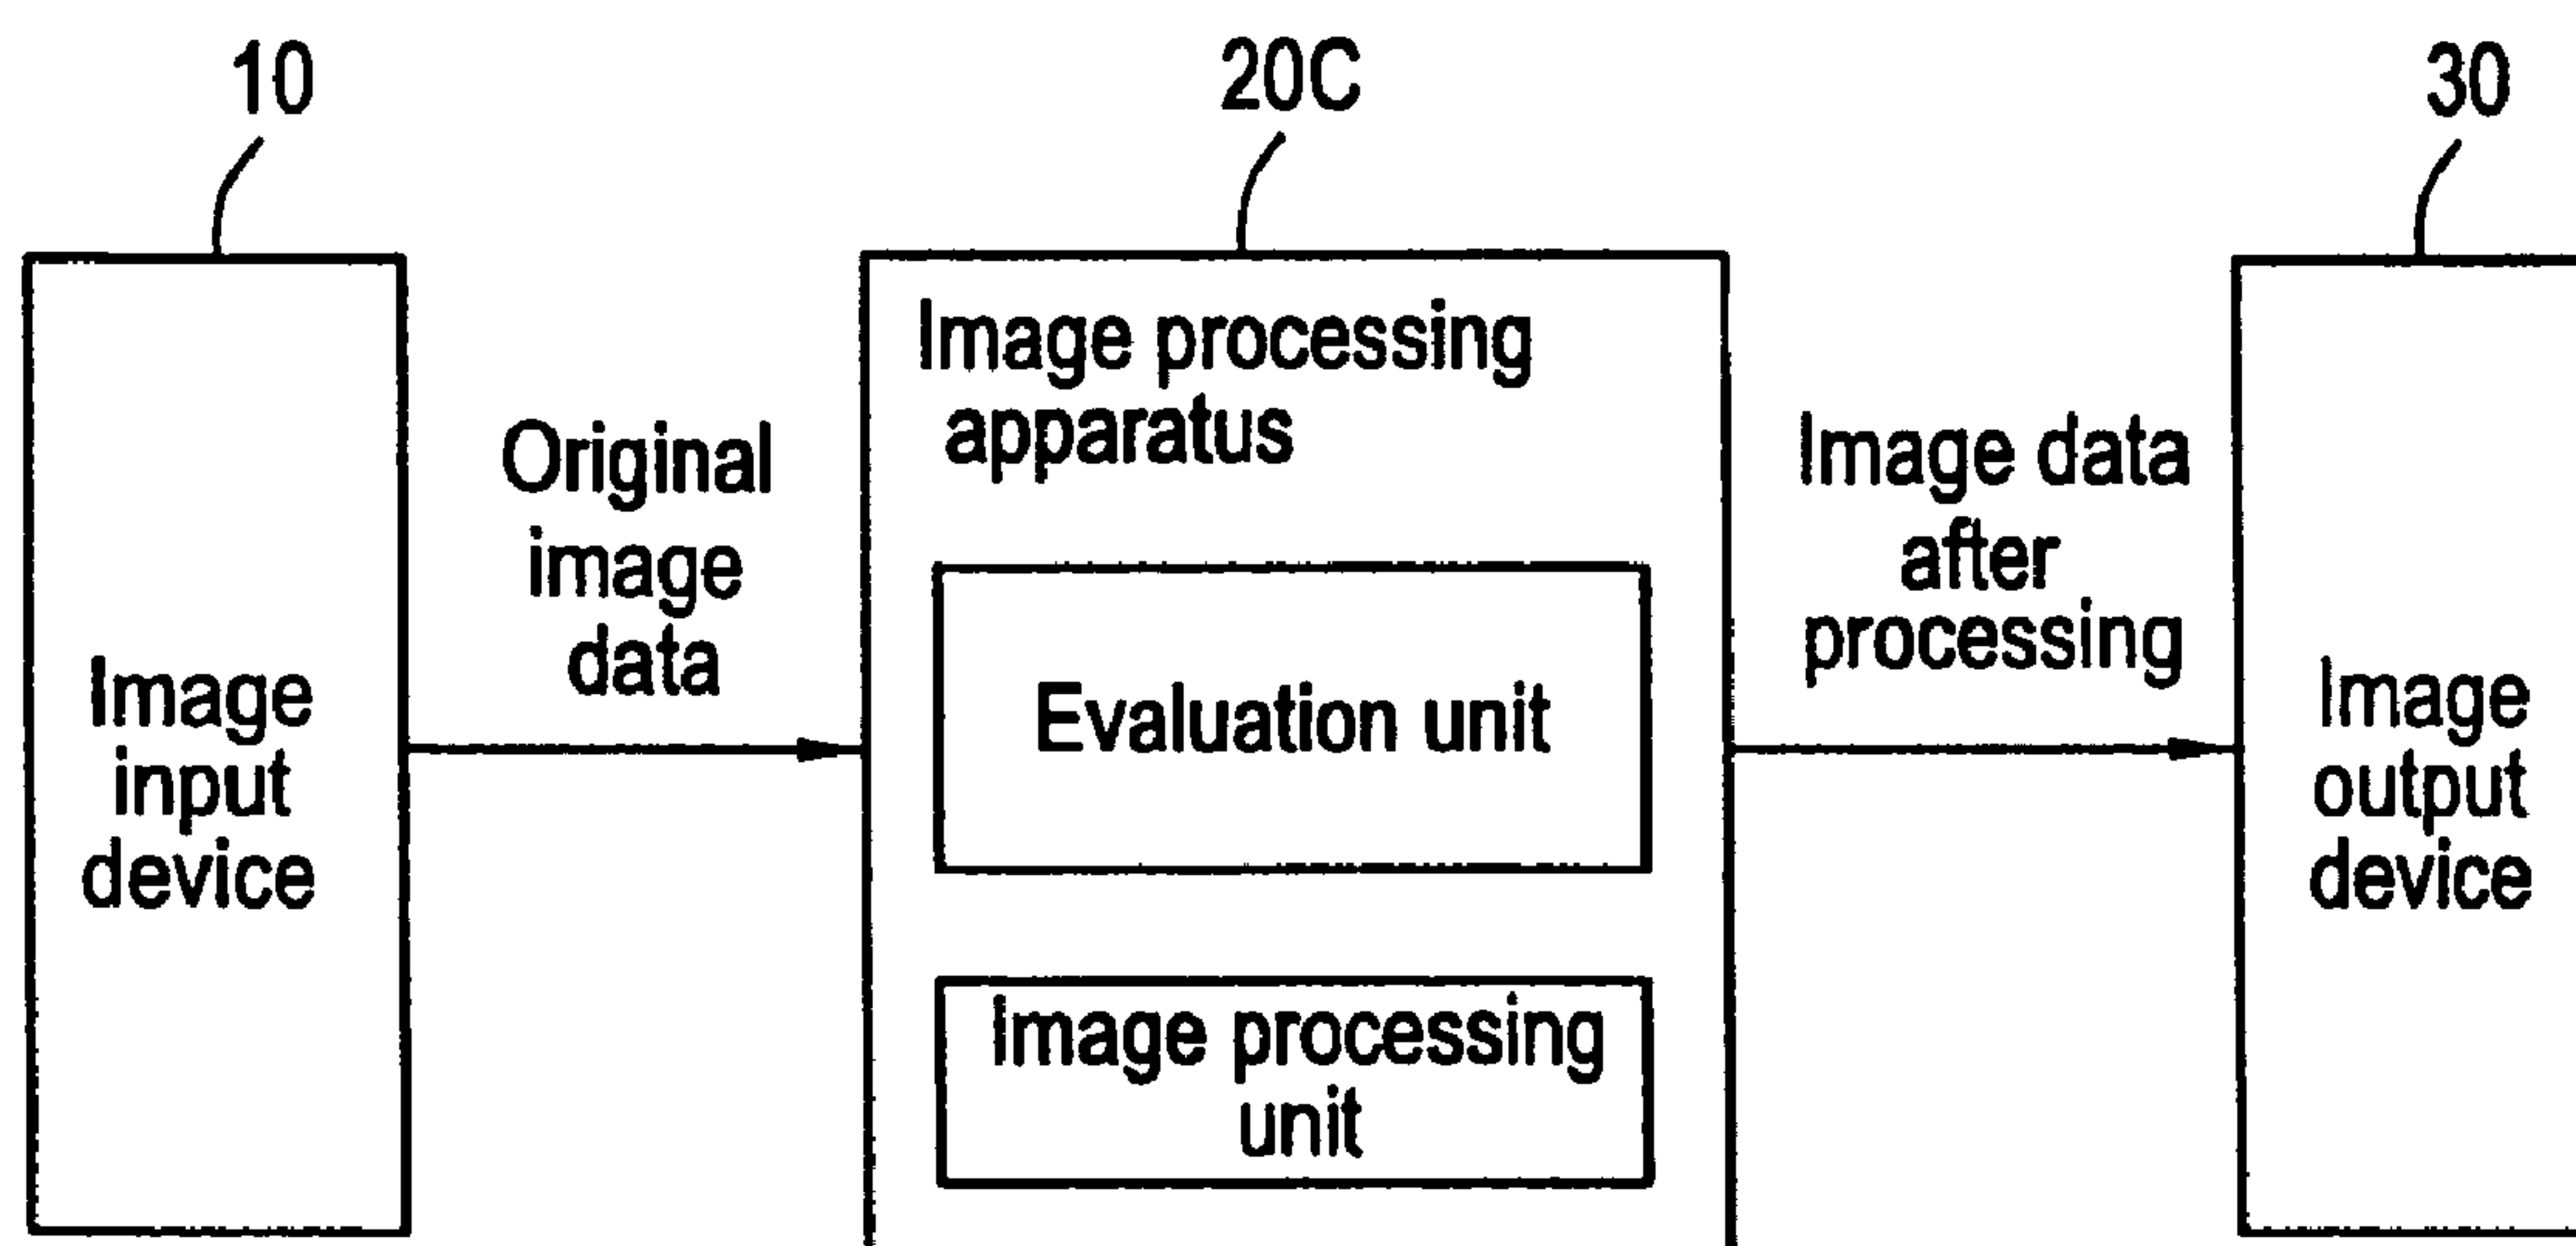 10
20C
30
Image processing
apparatus
Original
image
data
Image data
after
processing
Image
input
device
Evaluation unit
Image
output
device
Image processing
unit